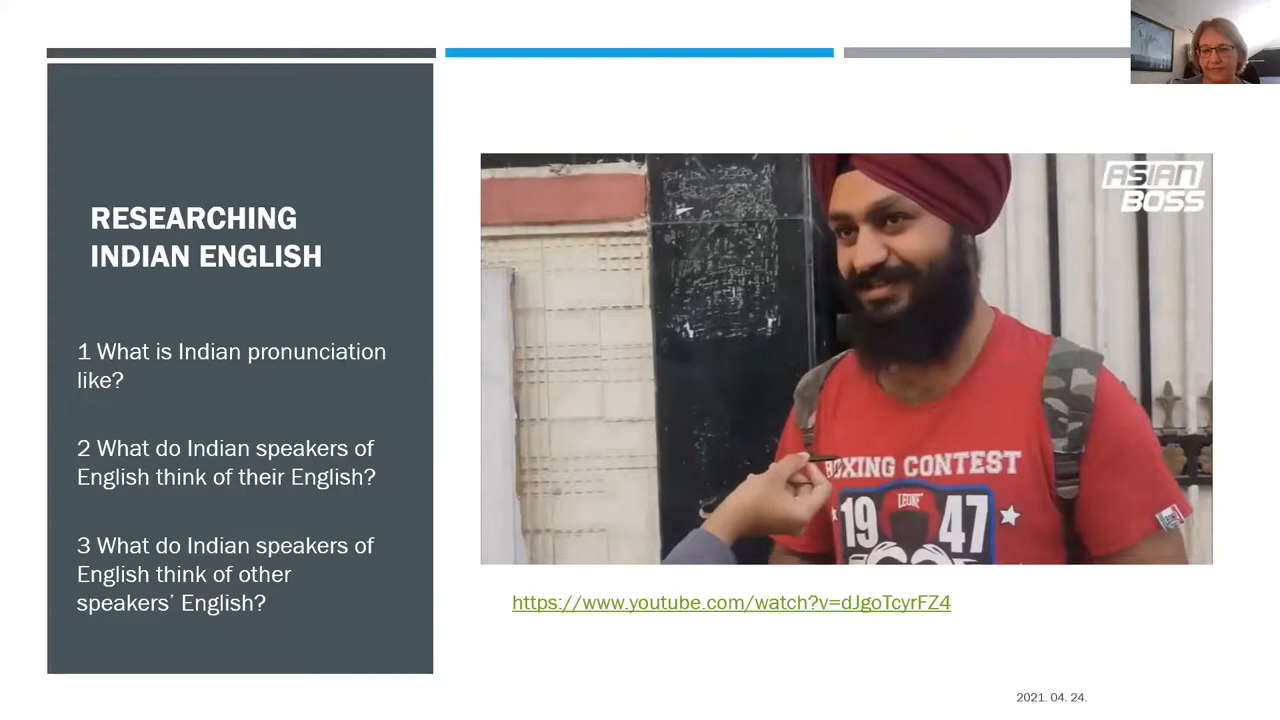 RESEARCHING
INDIAN ENGLISH
1 What is Indian pronunciation
like?
2 What do Indian speakers of
English think of their English?
3 What do Indian speakers of
English think of other
speakers’ English?
ASIAN
BOSS
BOXING CONTEST
LEONE
19 47
https://www.youtube.com/watch?v=dJgoTcyrFZ4
2021. 04. 24.